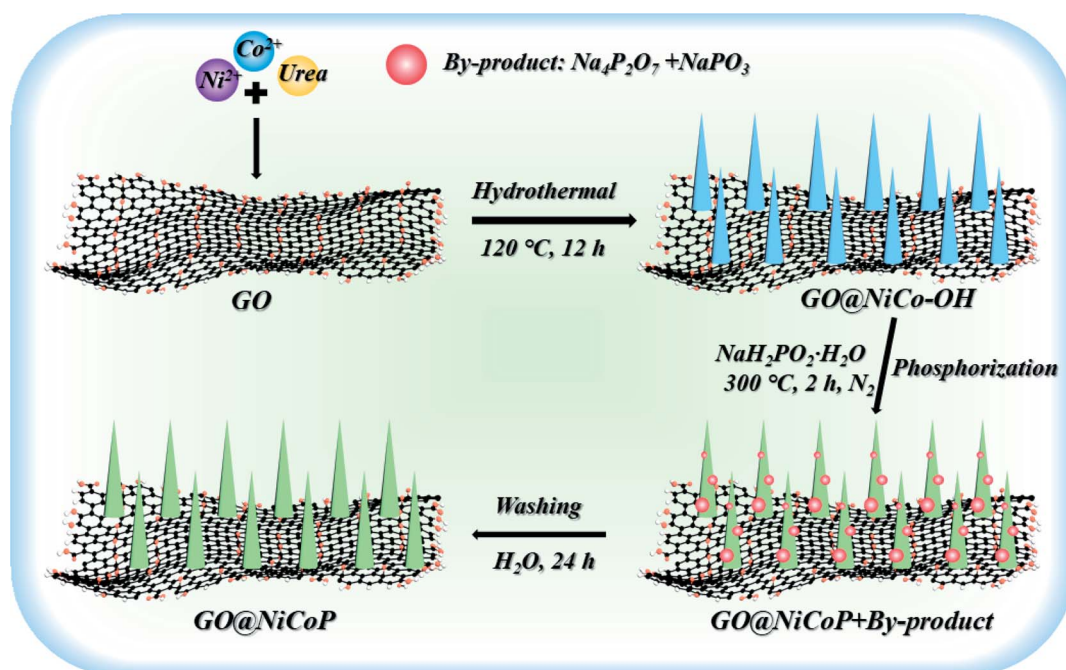 Co²⁺
Ni²⁺
+
Urea
By-product: Na₄P₂O₇ +NaPO₃
Hydrothermal
120 °C, 12 h
GO
GO@NiCo-OH
NaH₂PO₂·H₂O
300 °C, 2 h, N₂
Phosphorization
Washing
H₂O, 24 h
GO@NiCoP
GO@NiCoP+By-product